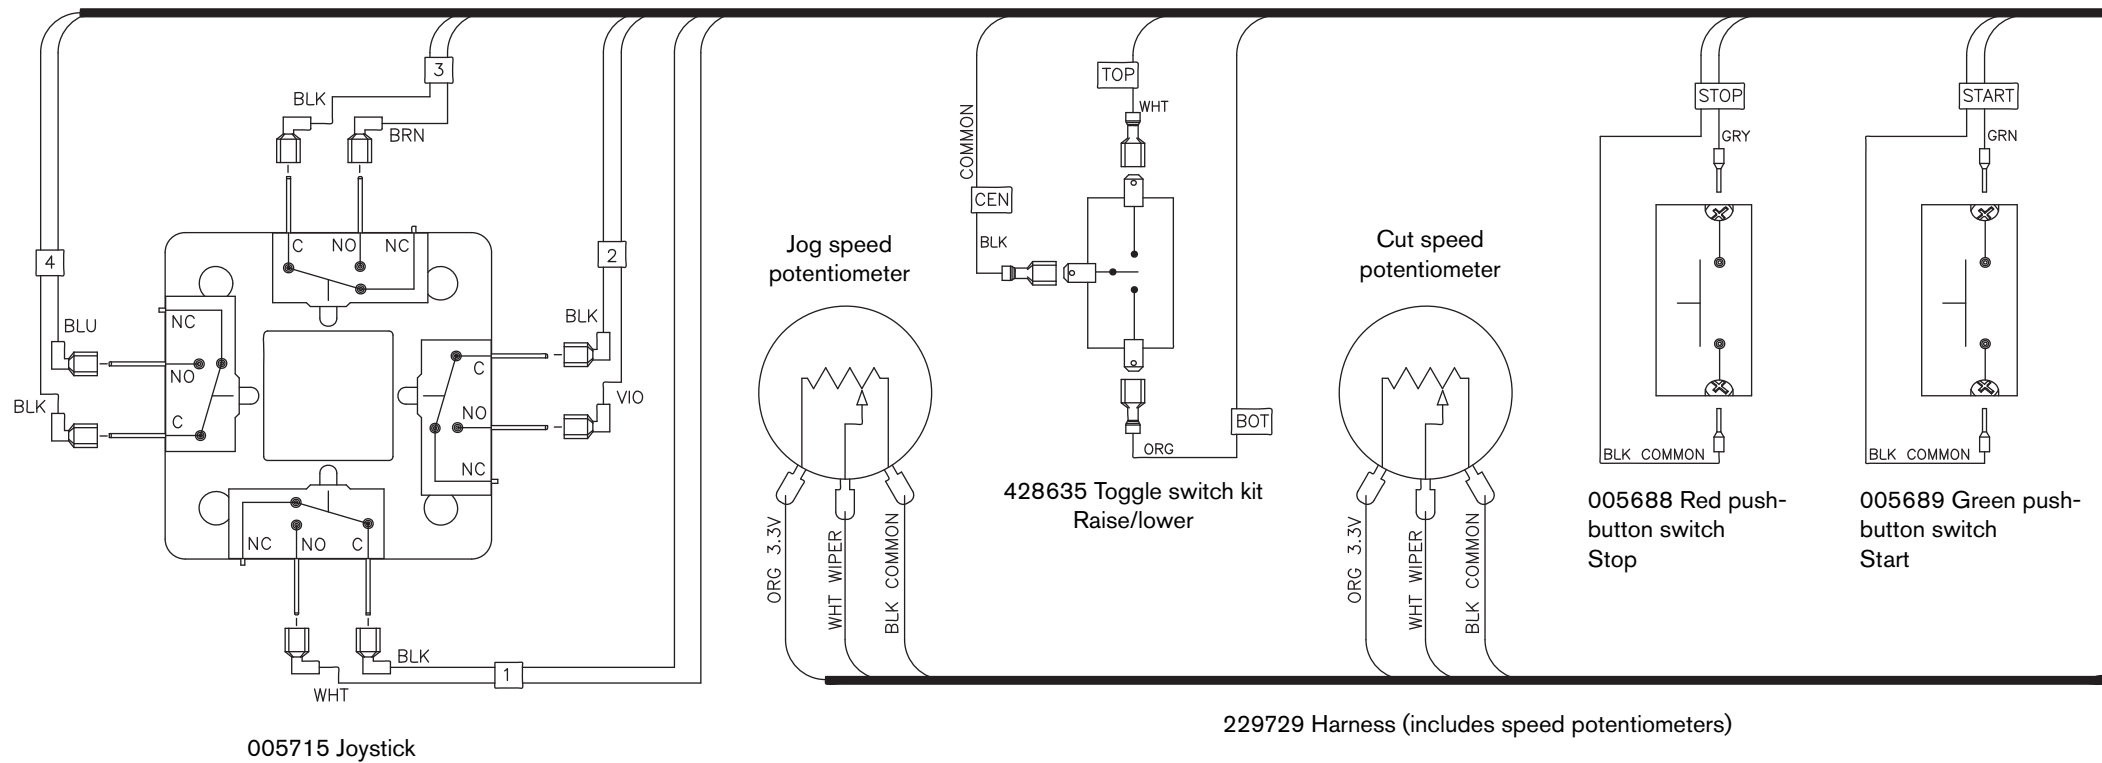 3
BLK
BRN
C
NO
NC
4
BLU
BLK
NC
NO
C
2
BLK
VIO
C
NO
NC
NC
NO
C
BLK
WHT
1
005715 Joystick
Jog speed
potentiometer
ORG 3.3V
WHT WIPER
BLK COMMON
COMMON
CEN
BLK
TOP
WHT
BOT
ORG
428635 Toggle switch kit
Raise/lower
Cut speed
potentiometer
ORG 3.3V
WHT WIPER
BLK COMMON
STOP
GRY
BLK COMMON
005688 Red push-
button switch
Stop
START
GRN
BLK COMMON
005689 Green push-
button switch
Start
229729 Harness (includes speed potentiometers)